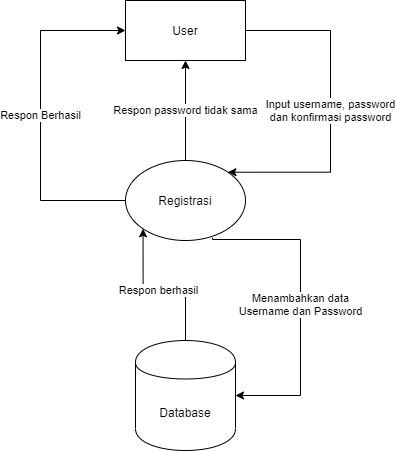 User
Respon Berhasil
Respon password tidak sama
Input username, password
dan konfirmasi password
Registrasi
Respon berhasil
Menambahkan data
Username dan Password
Database